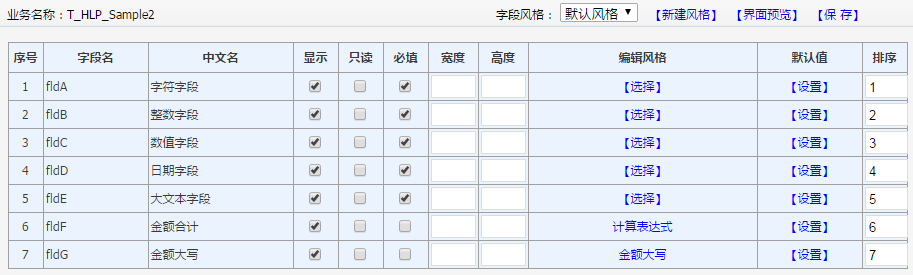 业务名称：T_HLP_Sample2 字段风格： 默认风格 【新建风格】 【界面预览】 【保 存】
序号 字段名 中文名 显示 只读 必填 宽度 高度 编辑风格 默认值 排序
1 fldA 字符字段 【选择】 【设置】 1
2 fldB 整数字段 【选择】 【设置】 2
3 fldC 数值字段 【选择】 【设置】 3
4 fldD 日期字段 【选择】 【设置】 4
5 fldE 大文本字段 【选择】 【设置】 5
6 fldF 金额合计 计算表达式 【设置】 6
7 fldG 金额大写 金额大写 【设置】 7